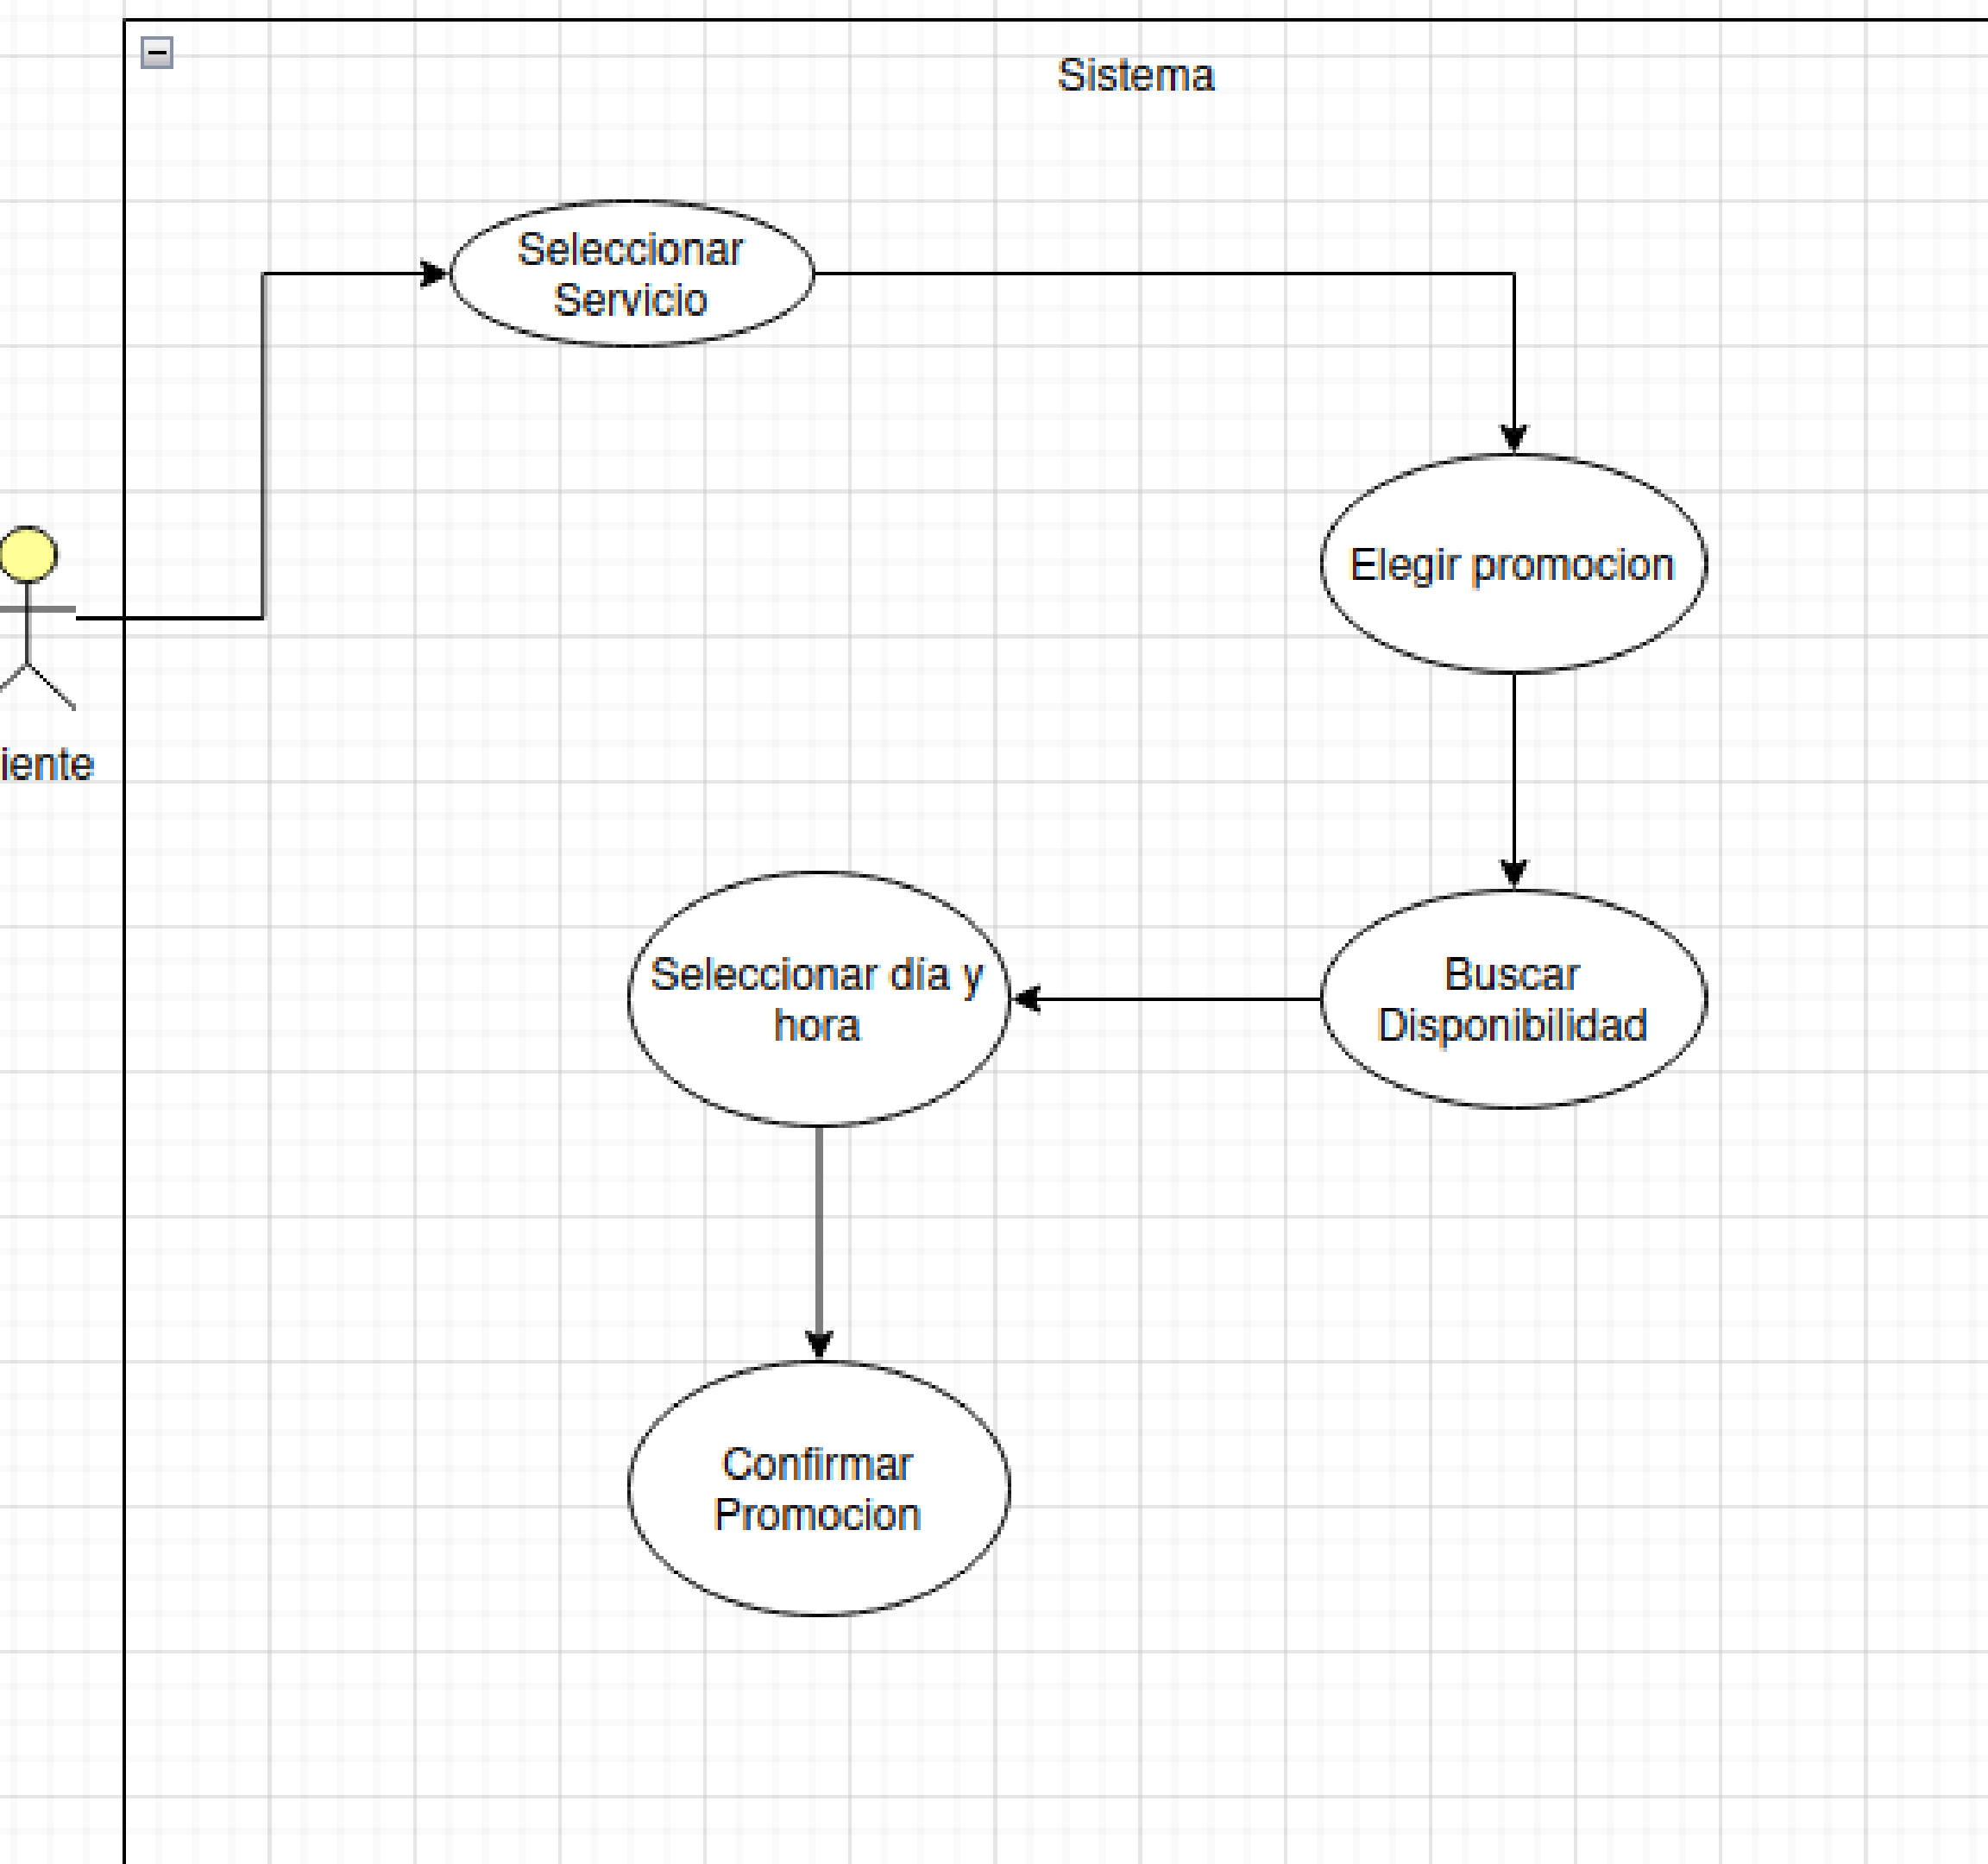 Sistema
Seleccionar
Servicio
Elegir promocion
iente
Seleccionar dia y
hora
Buscar
Disponibilidad
Confirmar
Promocion